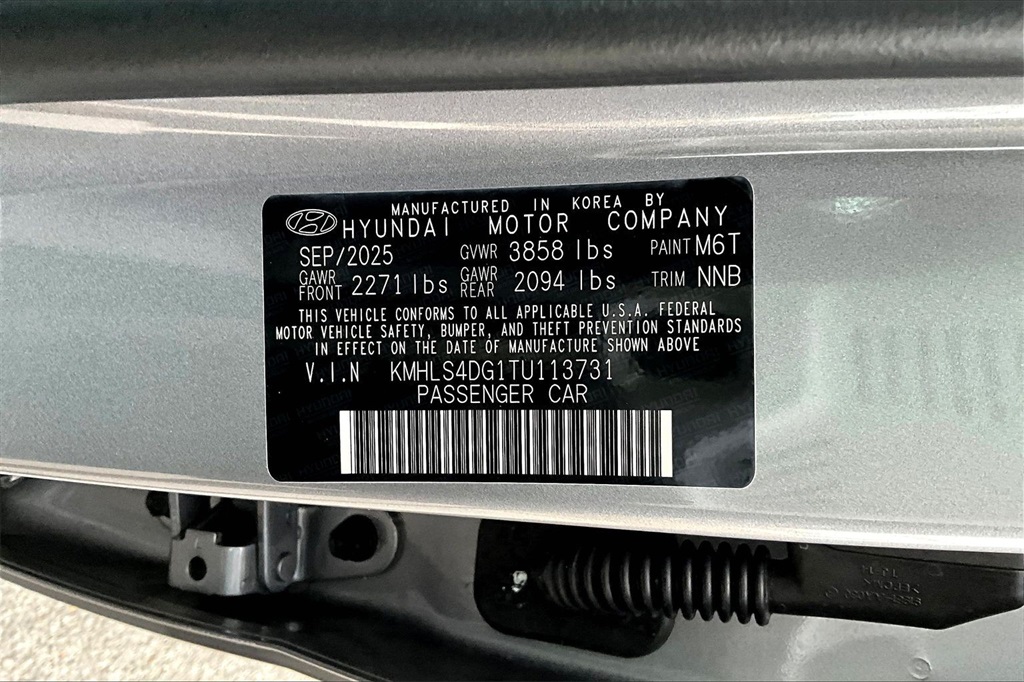 MANUFACTURED IN KOREA BY
HYUNDAI MOTOR COMPANY
SEP/2025 GVWR 3858 lbs PAINT M6T
GAWR FRONT 2271 lbs GAWR REAR 2094 lbs TRIM NNB
THIS VEHICLE CONFORMS TO ALL APPLICABLE U.S.A. FEDERAL
MOTOR VEHICLE SAFETY, BUMPER, AND THEFT PREVENTION STANDARDS
IN EFFECT ON THE DATE OF MANUFACTURE SHOWN ABOVE
V.I.N KMHLS4DG1TU113731
PASSENGER CAR